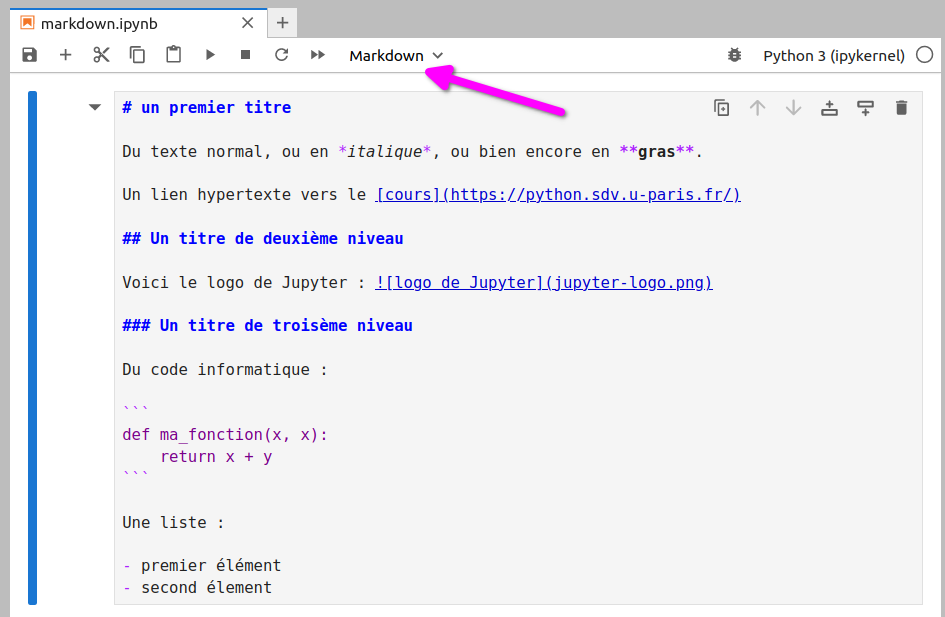 markdown.ipynb
Markdown
Python 3 (ipykernel)
# un premier titre
Du texte normal, ou en *italique*, ou bien encore en **gras**.
Un lien hypertexte vers le [cours](https://python.sdv.u-paris.fr/)
## Un titre de deuxième niveau
Voici le logo de Jupyter : ![logo de Jupyter](jupyter-logo.png)
### Un titre de troisème niveau
Du code informatique :
```
def ma_fonction(x, x):
    return x + y
```
Une liste :
- premier élément
- second élement